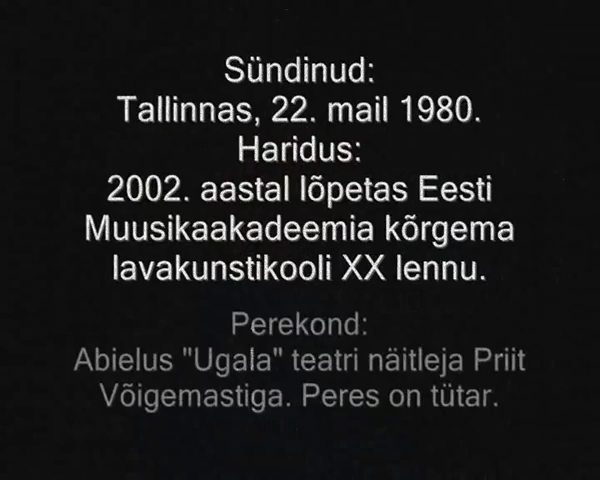 Sündinud:
Tallinnas, 22. mail 1980.
Haridus:
2002. aastal lõpetas Eesti
Muusikaakadeemia kõrgema
lavakunstikooli XX lennu.
Perekond:
Abielus "Ugala" teatri näitleja Priit
Võigemastiga. Peres on tütar.